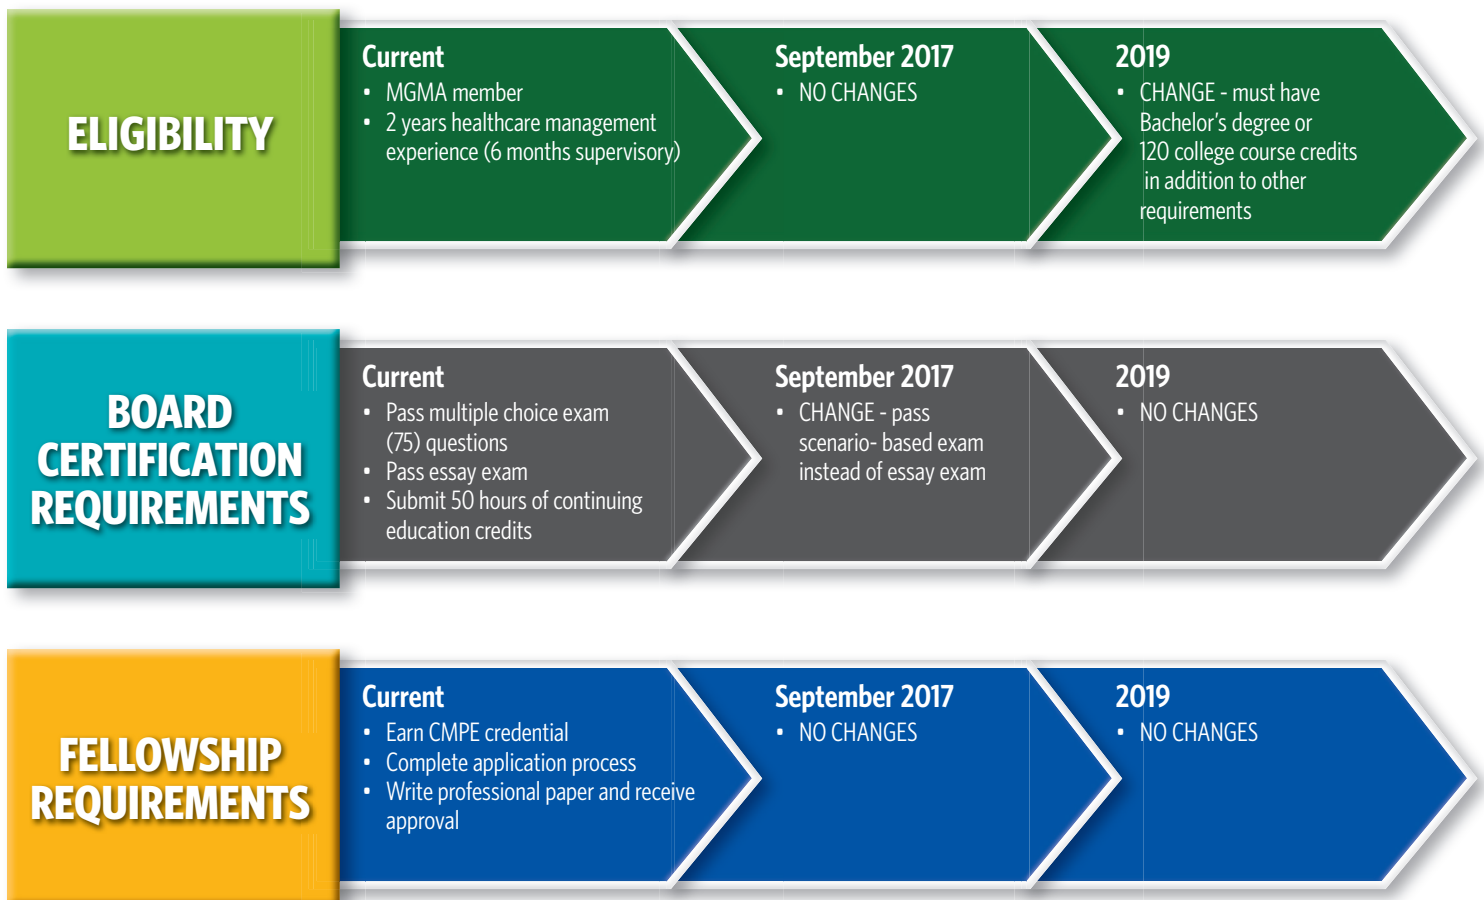 ELIGIBILITY
Current
• MGMA member
• 2 years healthcare management
experience (6 months supervisory)
September 2017
• NO CHANGES
2019
• CHANGE - must have
Bachelor's degree or
120 college course credits
in addition to other
requirements
BOARD
CERTIFICATION
REQUIREMENTS
Current
• Pass multiple choice exam
(75) questions
• Pass essay exam
• Submit 50 hours of continuing
education credits
September 2017
• CHANGE - pass
scenario- based exam
instead of essay exam
2019
• NO CHANGES
FELLOWSHIP
REQUIREMENTS
Current
• Earn CMPE credential
• Complete application process
• Write professional paper and receive
approval
September 2017
• NO CHANGES
2019
• NO CHANGES